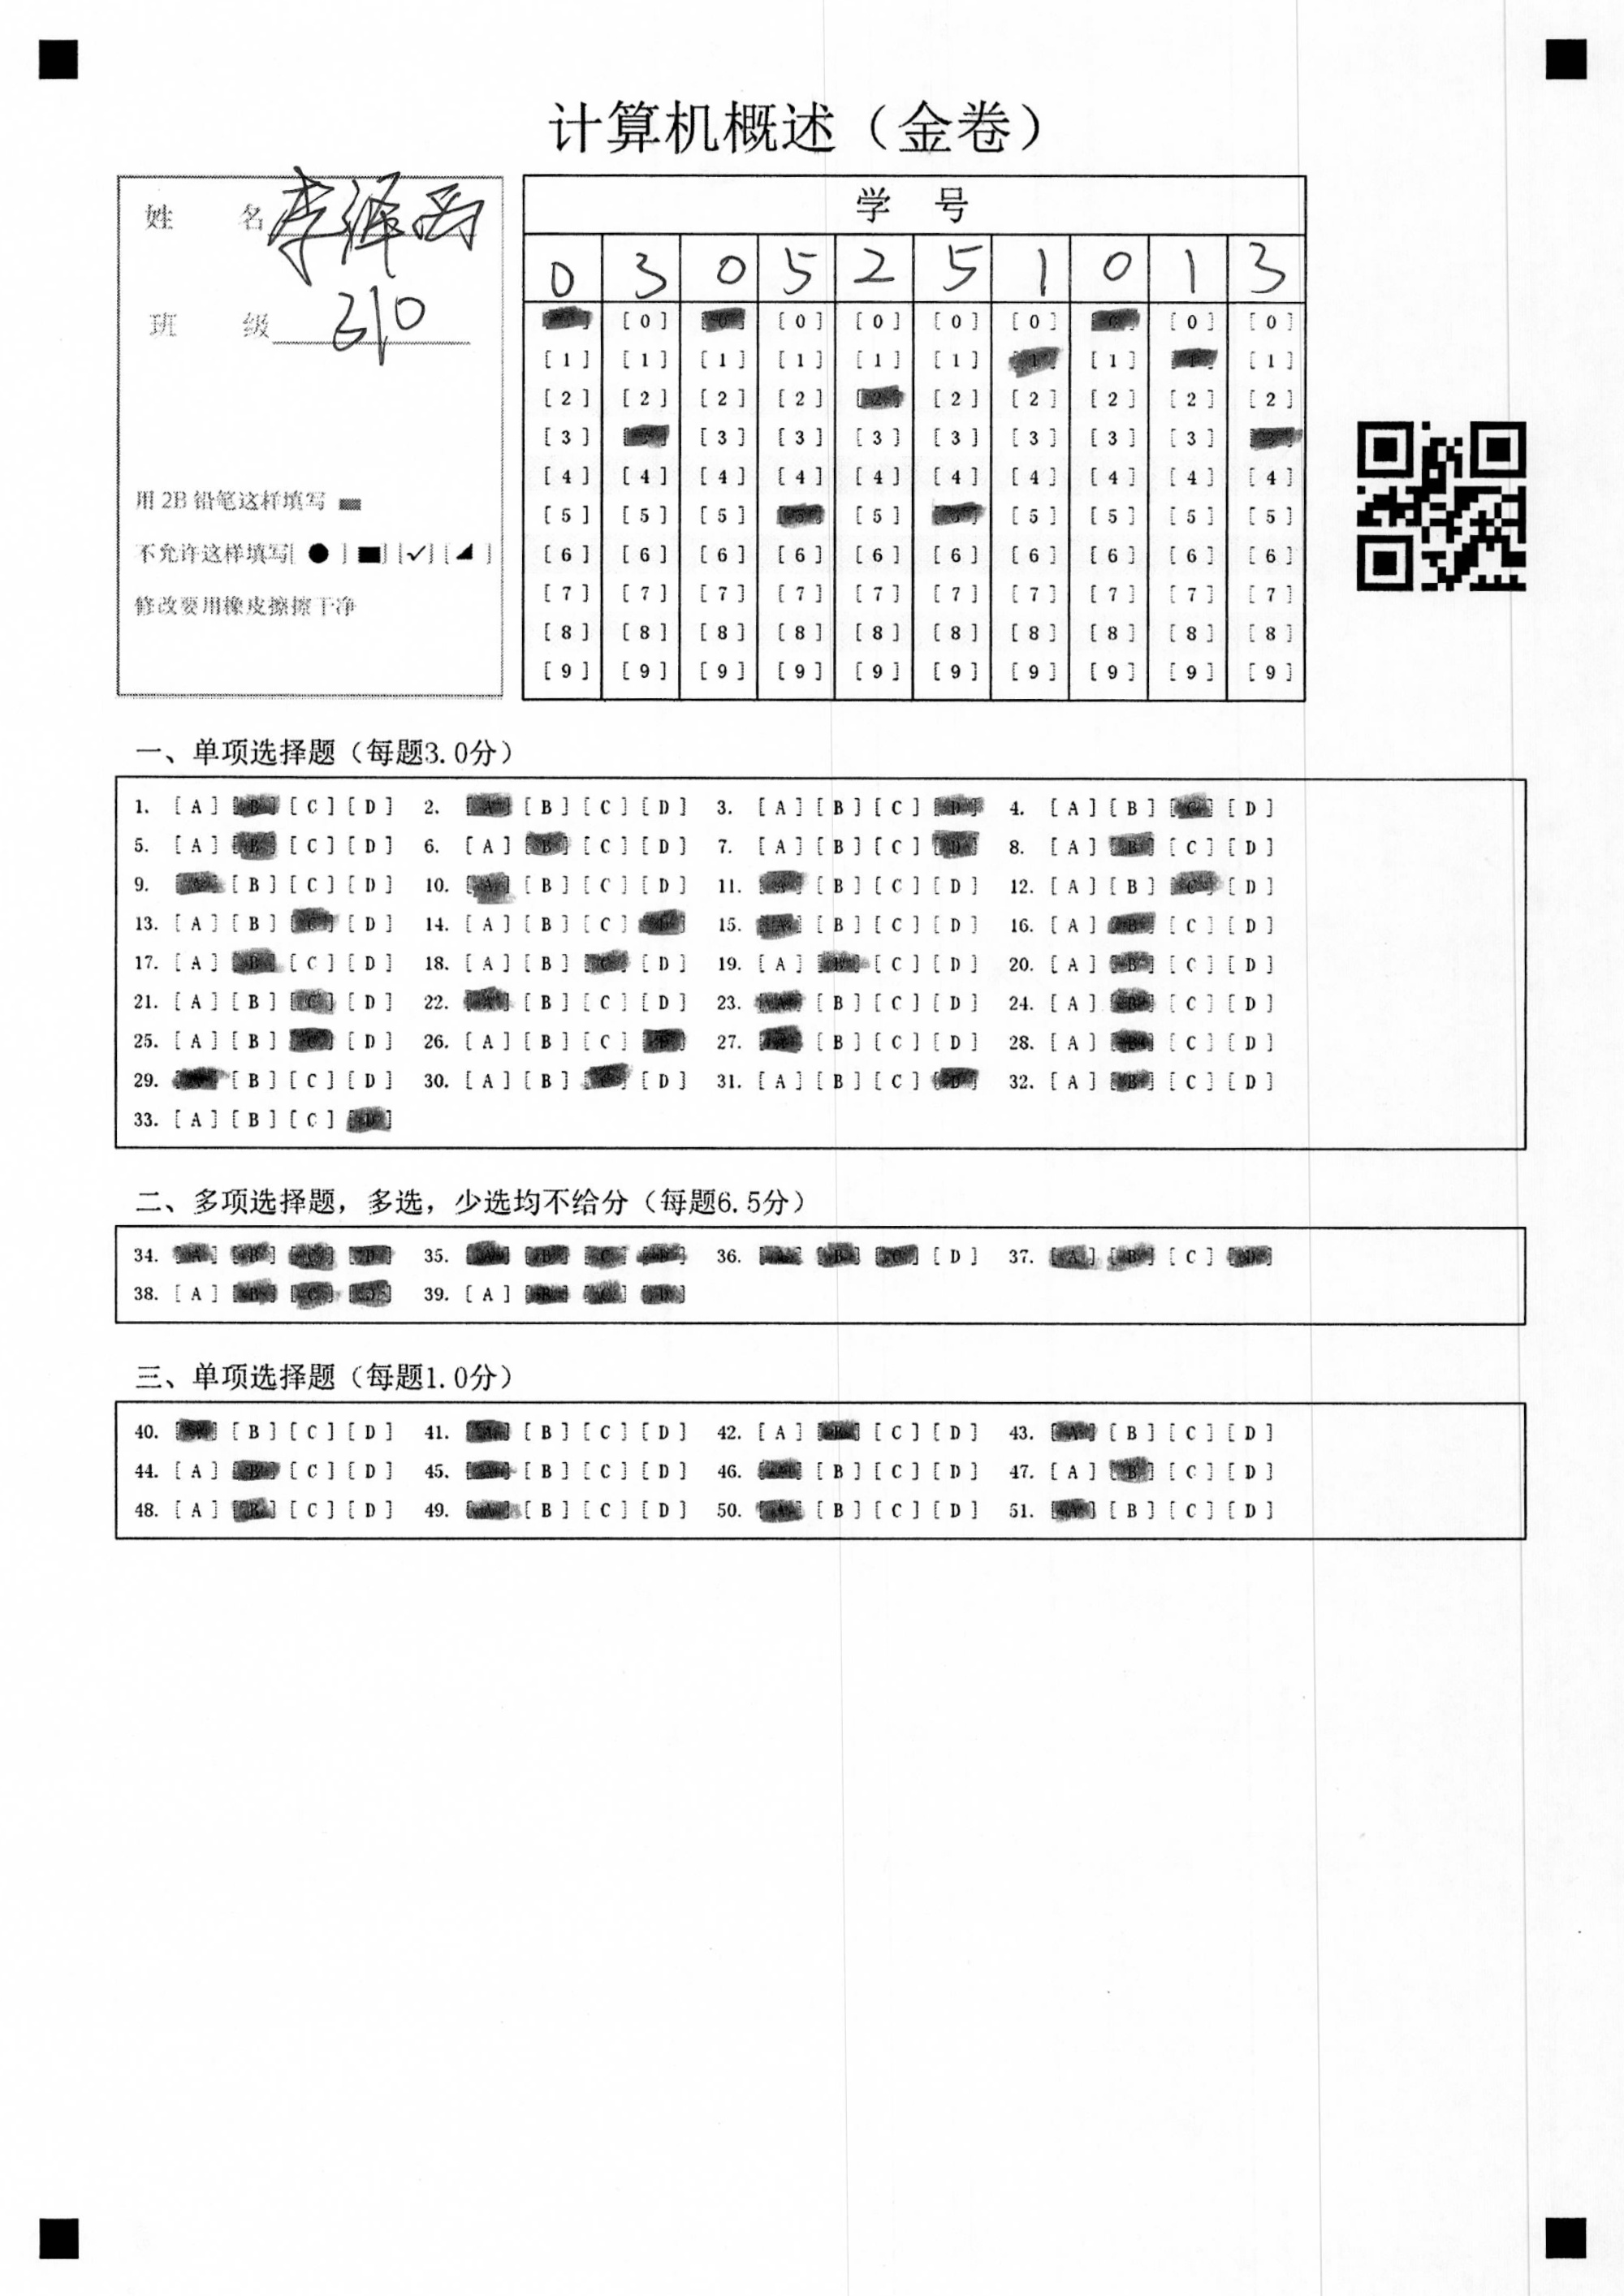 计算机概述（金卷）
姓 名 李泽
班 级 310
用 2B 铅笔这样填写
不允许这样填写[ ● ] [■] [✓] [◢ ]
修改要用橡皮擦擦干净
学 号
0 3 0 5 2 5 1 0 1 3
[0] [0] [0] [0] [0] [0] [0]
[1] [1] [1] [1] [1] [1] [1] [1]
[2] [2] [2] [2] [2] [2] [2] [2] [2]
[3] [3] [3] [3] [3] [3] [3] [3]
[4] [4] [4] [4] [4] [4] [4] [4] [4] [4]
[5] [5] [5] [5] [5] [5] [5] [5]
[6] [6] [6] [6] [6] [6] [6] [6] [6] [6]
[7] [7] [7] [7] [7] [7] [7] [7] [7] [7]
[8] [8] [8] [8] [8] [8] [8] [8] [8] [8]
[9] [9] [9] [9] [9] [9] [9] [9] [9] [9]
一、单项选择题（每题3.0分）
1. [A] [B] [C] [D] 2. [A] [B] [C] [D] 3. [A] [B] [C] [D] 4. [A] [B] [C] [D]
5. [A] [B] [C] [D] 6. [A] [B] [C] [D] 7. [A] [B] [C] [D] 8. [A] [B] [C] [D]
9. [A] [B] [C] [D] 10. [A] [B] [C] [D] 11. [A] [B] [C] [D] 12. [A] [B] [C] [D]
13. [A] [B] [C] [D] 14. [A] [B] [C] [D] 15. [A] [B] [C] [D] 16. [A] [B] [C] [D]
17. [A] [B] [C] [D] 18. [A] [B] [C] [D] 19. [A] [B] [C] [D] 20. [A] [B] [C] [D]
21. [A] [B] [C] [D] 22. [A] [B] [C] [D] 23. [A] [B] [C] [D] 24. [A] [B] [C] [D]
25. [A] [B] [C] [D] 26. [A] [B] [C] [D] 27. [A] [B] [C] [D] 28. [A] [B] [C] [D]
29. [A] [B] [C] [D] 30. [A] [B] [C] [D] 31. [A] [B] [C] [D] 32. [A] [B] [C] [D]
33. [A] [B] [C] [D]
二、多项选择题，多选，少选均不给分（每题6.5分）
34. [A] [B] [C] [D] 35. [A] [B] [C] [D] 36. [A] [B] [C] [D] 37. [A] [B] [C] [D]
38. [A] [B] [C] [D] 39. [A] [B] [C] [D]
三、单项选择题（每题1.0分）
40. [A] [B] [C] [D] 41. [A] [B] [C] [D] 42. [A] [B] [C] [D] 43. [A] [B] [C] [D]
44. [A] [B] [C] [D] 45. [A] [B] [C] [D] 46. [A] [B] [C] [D] 47. [A] [B] [C] [D]
48. [A] [B] [C] [D] 49. [A] [B] [C] [D] 50. [A] [B] [C] [D] 51. [A] [B] [C] [D]